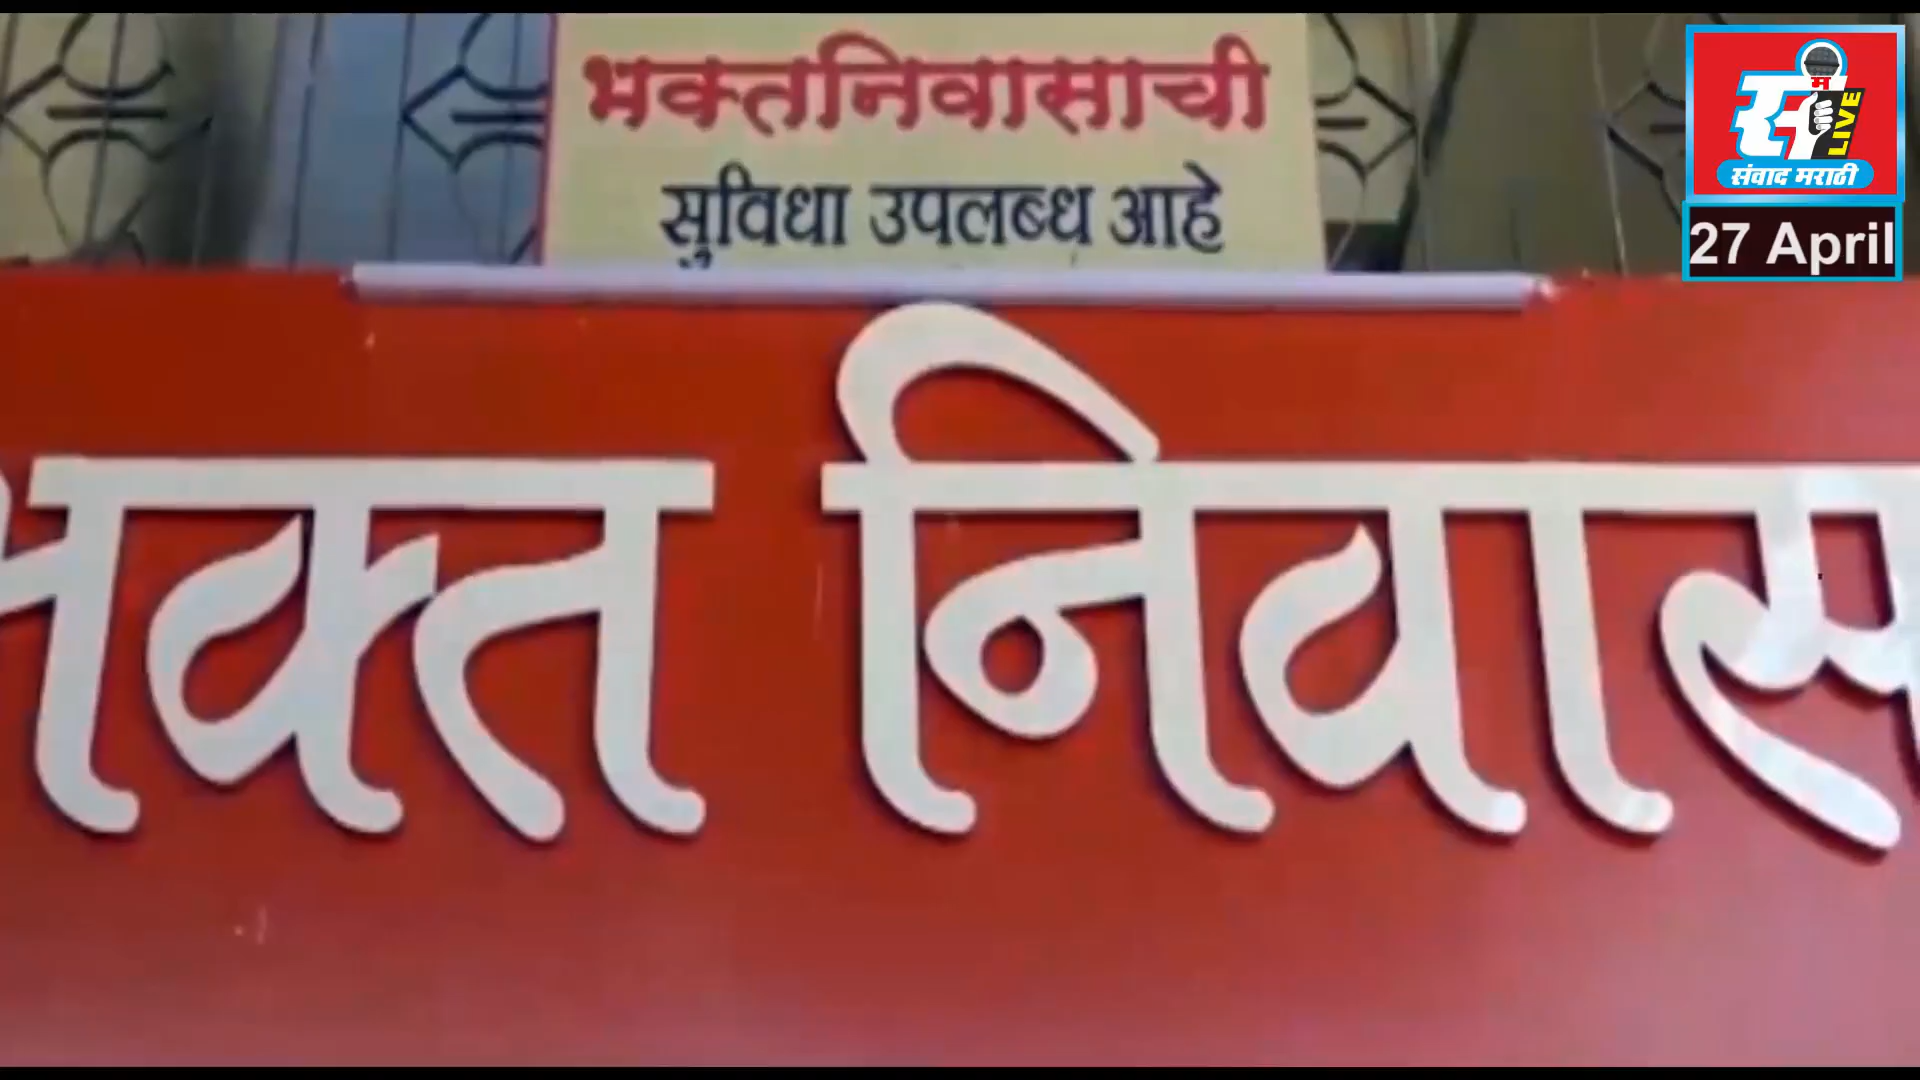 भक्तनिवासाची
सुविधा उपलब्ध आहे
भक्त निवास
स
म
LIVE
संवाद मराठी
27 April